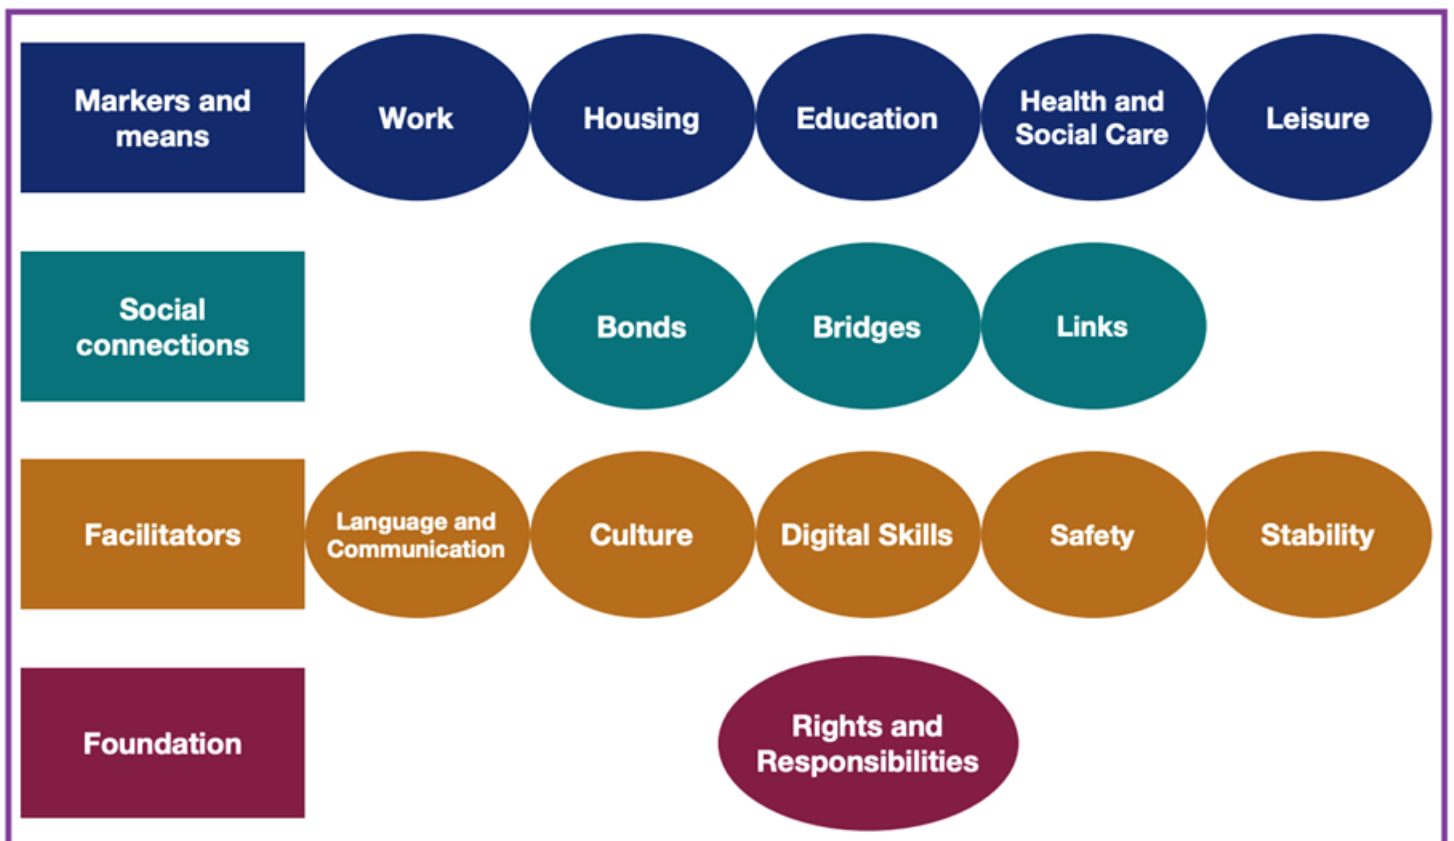 Markers and
means
Work
Housing
Education
Health and
Social Care
Leisure
Social
connections
Bonds
Bridges
Links
Facilitators
Language and
Communication
Culture
Digital Skills
Safety
Stability
Foundation
Rights and
Responsibilities